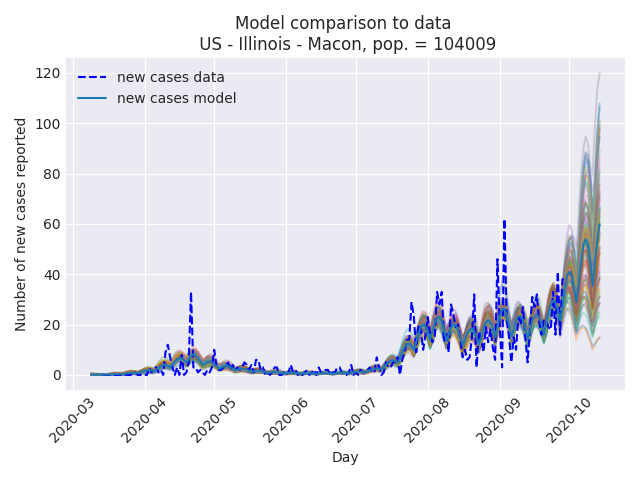 Model comparison to data
US - Illinois - Macon, pop. = 104009
new cases data
new cases model
Number of new cases reported
120
100
80
60
40
20
0
2020-03
2020-04
2020-05
2020-06
2020-07
2020-08
2020-09
2020-10
Day